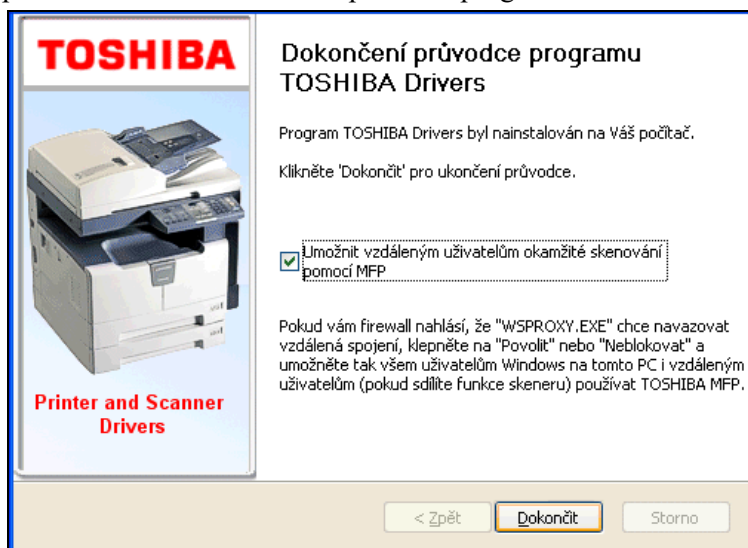 TOSHIBA
Printer and Scanner
Drivers
Dokončení průvodce programu
TOSHIBA Drivers
Program TOSHIBA Drivers byl nainstalován na Váš počítač.
Klikněte 'Dokončit' pro ukončení průvodce.
Umožnit vzdáleným uživatelům okamžité skenování
pomocí MFP
Pokud vám firewall nahlásí, že "WSPROXY.EXE" chce navazovat
vzdálená spojení, klepněte na "Povolit" nebo "Neblokovat" a
umožněte tak všem uživatelům Windows na tomto PC i vzdáleným
uživatelům (pokud sdílíte funkce skeneru) používat TOSHIBA MFP.
< Zpět
Dokončit
Storno